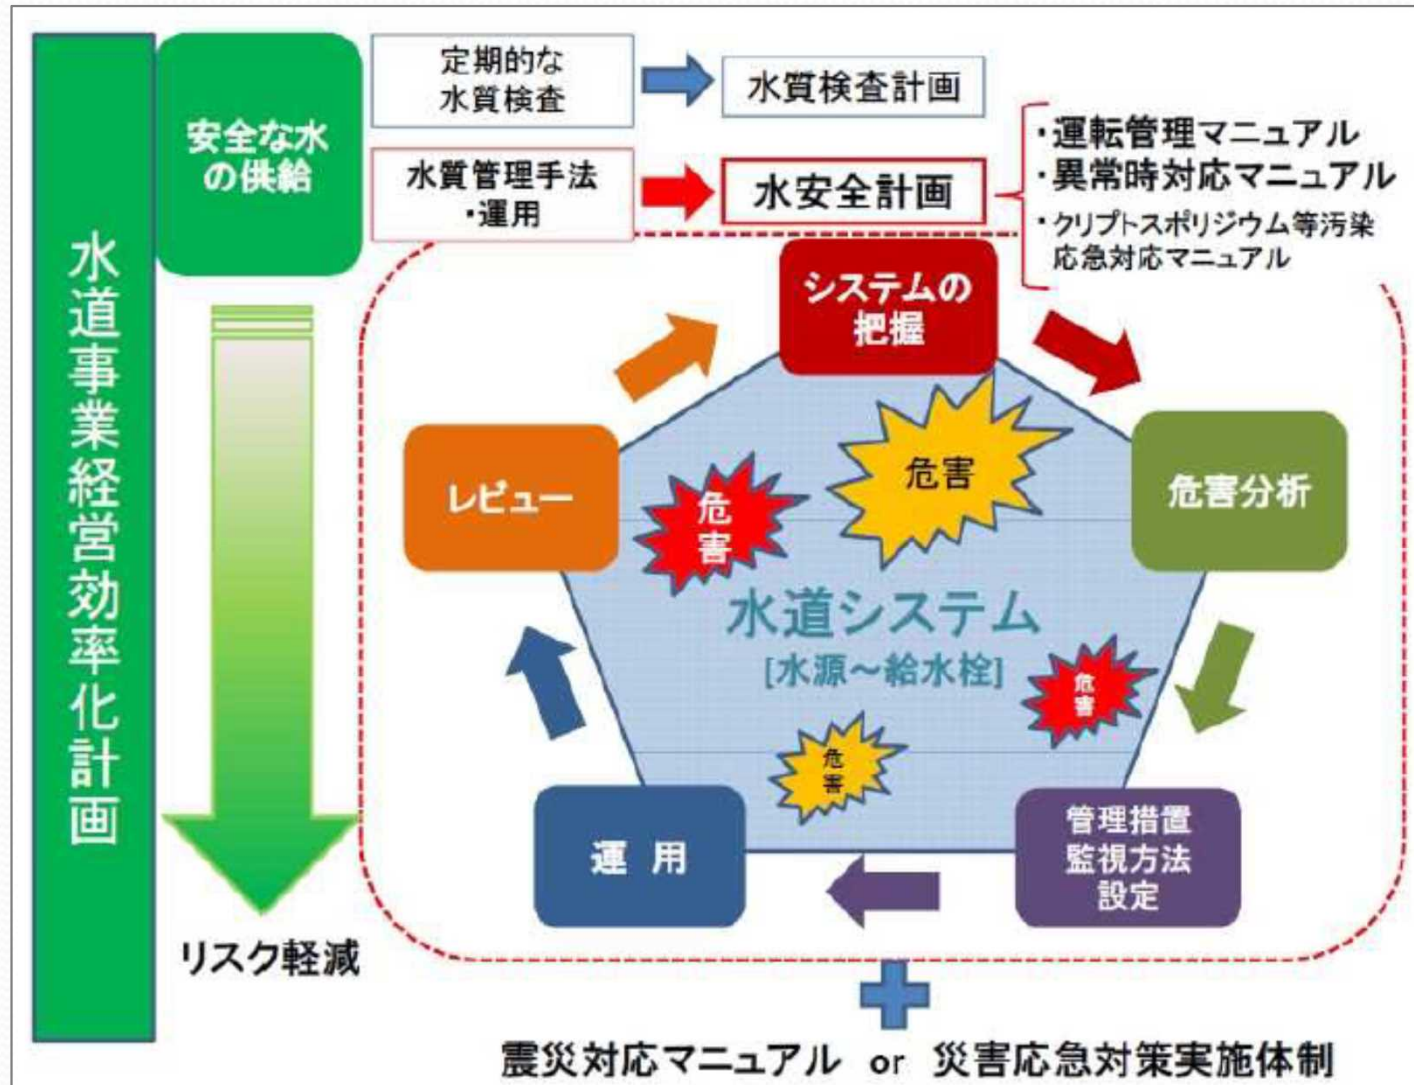 水道事業経営効率化計画
安全な水
の供給
定期的な
水質検査
水質検査計画
水質管理手法
・運用
水安全計画
・運転管理マニュアル
・異常時対応マニュアル
・クリプトスポリジウム等汚染
応急対応マニュアル
リスク軽減
システムの
把握
危害分析
管理措置
監視方法
設定
運 用
レビュー
危害
危
害
水道システム
[水源～給水栓]
危
害
危
害
震災対応マニュアル or 災害応急対策実施体制